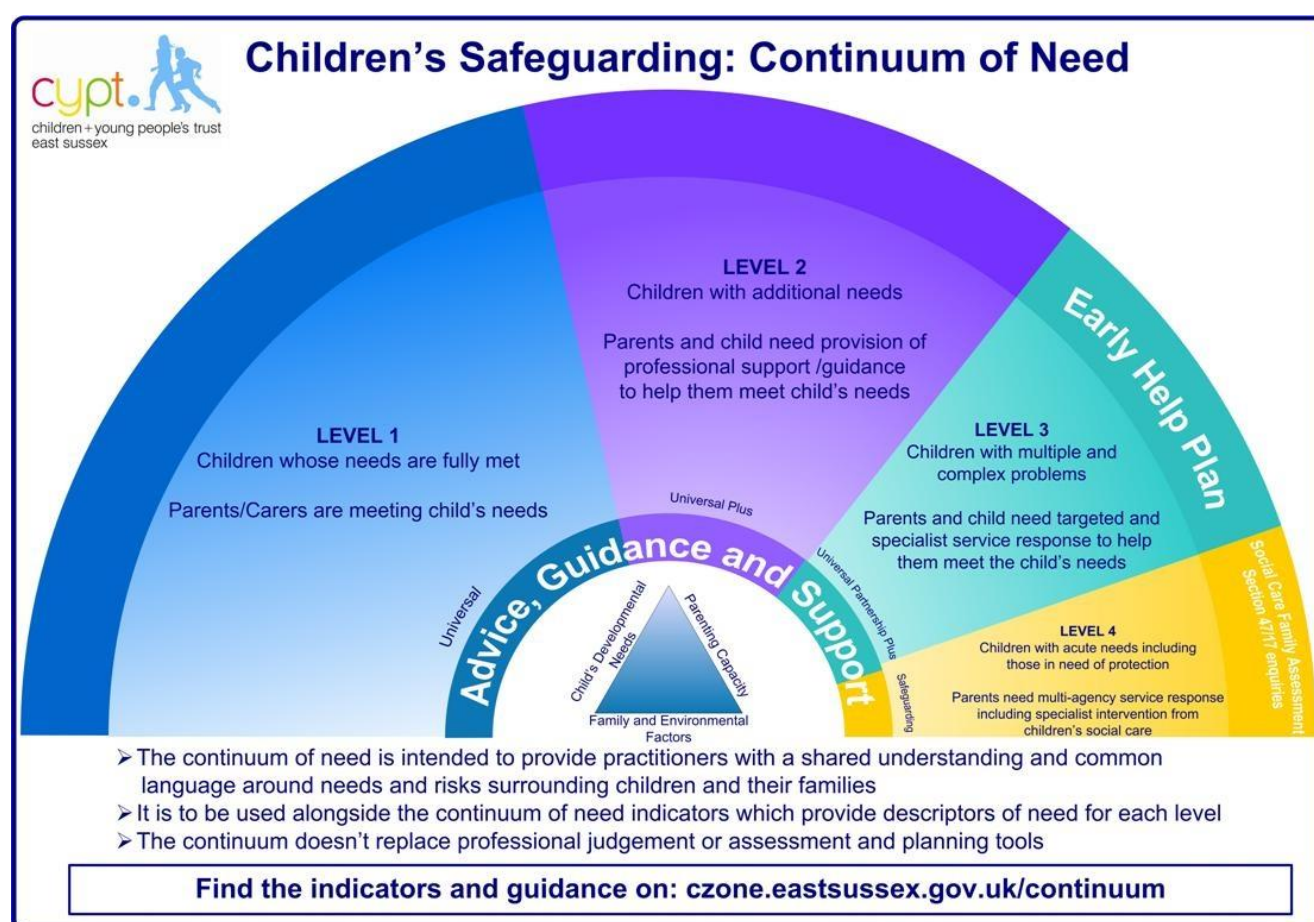 Children’s Safeguarding: Continuum of Need
cypt.
children + young people's trust
east sussex
LEVEL 1
Children whose needs are fully met
Parents/Carers are meeting child’s needs
LEVEL 2
Children with additional needs
Parents and child need provision of
professional support /guidance
to help them meet child’s needs
LEVEL 3
Children with multiple and
complex problems
Parents and child need targeted and
specialist service response to help
them meet the child’s needs
LEVEL 4
Children with acute needs including
those in need of protection
Parents need multi-agency service response
including specialist intervention from
children’s social care
Early Help Plan
Social Care Family Assessment
Section 47/17 enquiries
Universal
Universal Plus
Universal Partnership Plus
Safeguarding
Advice, Guidance and Support
Child’s Developmental
Needs
Parenting Capacity
Family and Environmental
Factors
➢ The continuum of need is intended to provide practitioners with a shared understanding and common
language around needs and risks surrounding children and their families
➢ It is to be used alongside the continuum of need indicators which provide descriptors of need for each level
➢ The continuum doesn’t replace professional judgement or assessment and planning tools
Find the indicators and guidance on: czone.eastsussex.gov.uk/continuum